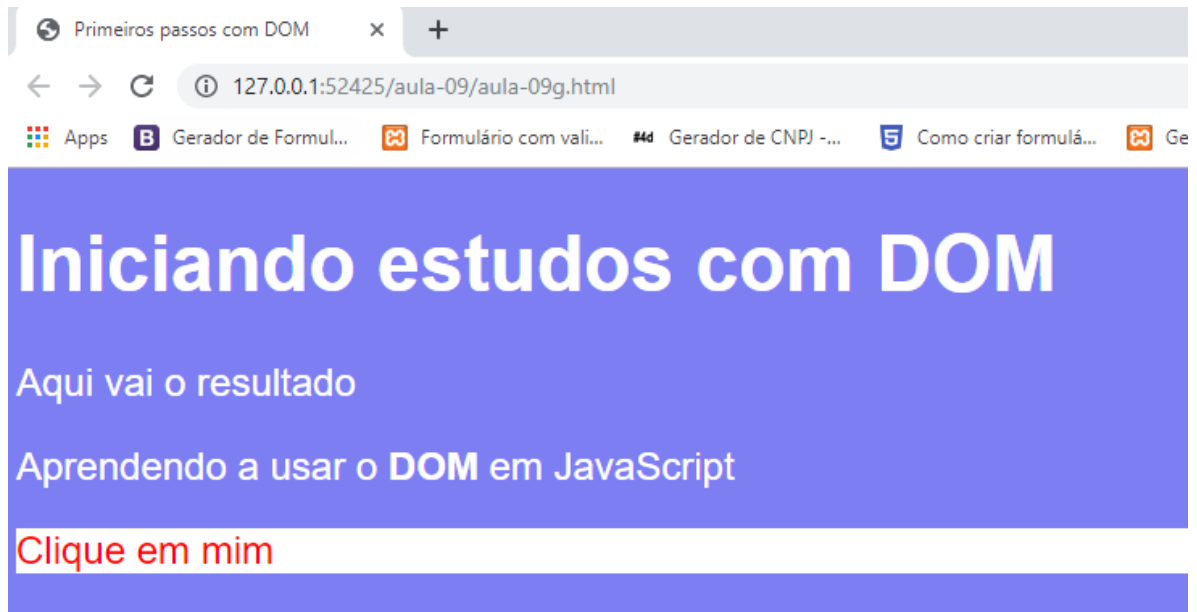 Primeiros passos com DOM
127.0.0.1:52425/aula-09/aula-09g.html
Apps B Gerador de Formul... Formulário com vali... #4d Gerador de CNPJ -... 5 Como criar formulá... Ge
Iniciando estudos com DOM
Aqui vai o resultado
Aprendendo a usar o DOM em JavaScript
Clique em mim